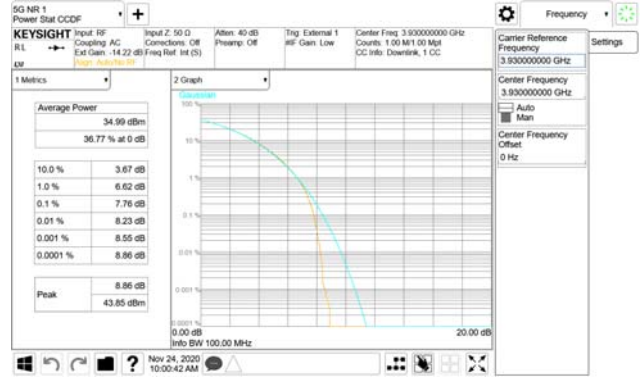 5G NR 1
Power Stat CCDF
Frequency
KEYSIGHT
RL
Input: RF
Coupling: AC
Ext Gain: -14.22 dB
Align: Auto/No RF
Input Z: 50 Ω
Corrections: Off
Freq Ref: Int (S)
Atten: 40 dB
Preamp: Off
Trig: External 1
#IF Gain: Low
Center Freq: 3.930000000 GHz
Counts: 1.00 M/1.00 Mpt
CC Info: Downlink, 1 CC
Carrier Reference
Frequency
3.930000000 GHz
Settings
Center Frequency
3.930000000 GHz
Auto
Man
Center Frequency
Offset
0 Hz
1 Metrics
Average Power
34.99 dBm
36.77 % at 0 dB
10.0 % 3.67 dB
1.0 % 6.62 dB
0.1 % 7.76 dB
0.01 % 8.23 dB
0.001 % 8.55 dB
0.0001 % 8.86 dB
Peak
8.86 dB
43.85 dBm
2 Graph
Gaussian
100 %
10 %
1 %
0.1 %
0.01 %
0.001 %
0.0001 %
0.00 dB
20.00 dB
Info BW 100.00 MHz
Nov 24, 2020
10:00:42 AM